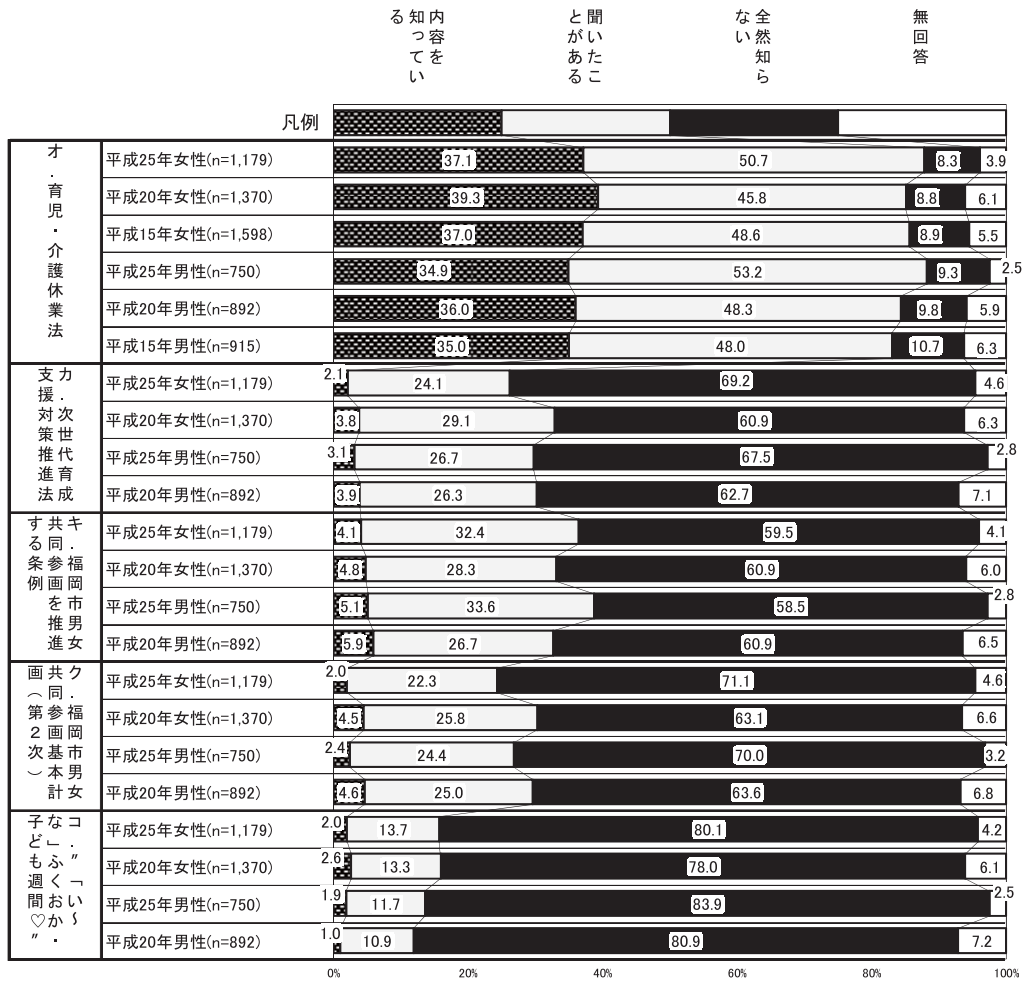 内容を知っている
聞いたことがある
全然知らない
無回答
凡例
オ．育児・介護休業法
平成25年女性(n=1,179) 37.1 50.7 8.3 3.9
平成20年女性(n=1,370) 39.3 45.8 8.8 6.1
平成15年女性(n=1,598) 37.0 48.6 8.9 5.5
平成25年男性(n=750) 34.9 53.2 9.3 2.5
平成20年男性(n=892) 36.0 48.3 9.8 5.9
平成15年男性(n=915) 35.0 48.0 10.7 6.3
カ．次世代育成支援対策推進法
平成25年女性(n=1,179) 2.1 24.1 69.2 4.6
平成20年女性(n=1,370) 3.8 29.1 60.9 6.3
平成25年男性(n=750) 3.1 26.7 67.5 2.8
平成20年男性(n=892) 3.9 26.3 62.7 7.1
キ．福岡市男女共同参画を推進する条例
平成25年女性(n=1,179) 4.1 32.4 59.5 4.1
平成20年女性(n=1,370) 4.8 28.3 60.9 6.0
平成25年男性(n=750) 5.1 33.6 58.5 2.8
平成20年男性(n=892) 5.9 26.7 60.9 6.5
ク．福岡市男女共同参画基本計画（第２次）
平成25年女性(n=1,179) 2.0 22.3 71.1 4.6
平成20年女性(n=1,370) 4.5 25.8 63.1 6.6
平成25年男性(n=750) 2.4 24.4 70.0 3.2
平成20年男性(n=892) 4.6 25.0 63.6 6.8
コ．″「い～な」ふくおか・子ども週間♡″
平成25年女性(n=1,179) 2.0 13.7 80.1 4.2
平成20年女性(n=1,370) 2.6 13.3 78.0 6.1
平成25年男性(n=750) 1.9 11.7 83.9 2.5
平成20年男性(n=892) 1.0 10.9 80.9 7.2
0% 20% 40% 60% 80% 100%